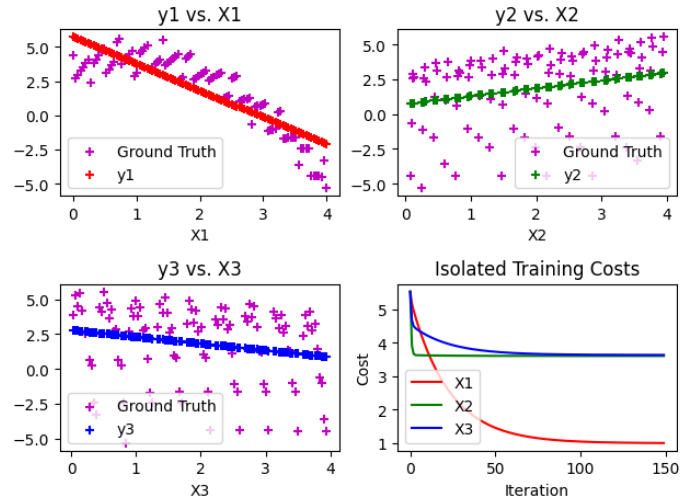 y1 vs. X1
5.0
2.5
0.0
−2.5
−5.0
Ground Truth
y1
0 1 2 3 4
X1
y2 vs. X2
5.0
2.5
0.0
−2.5
−5.0
Ground Truth
y2
0 1 2 3 4
X2
y3 vs. X3
5.0
2.5
0.0
−2.5
−5.0
Ground Truth
y3
0 1 2 3 4
X3
Isolated Training Costs
Cost
5
4
3
2
1
X1
X2
X3
0 50 100 150
Iteration